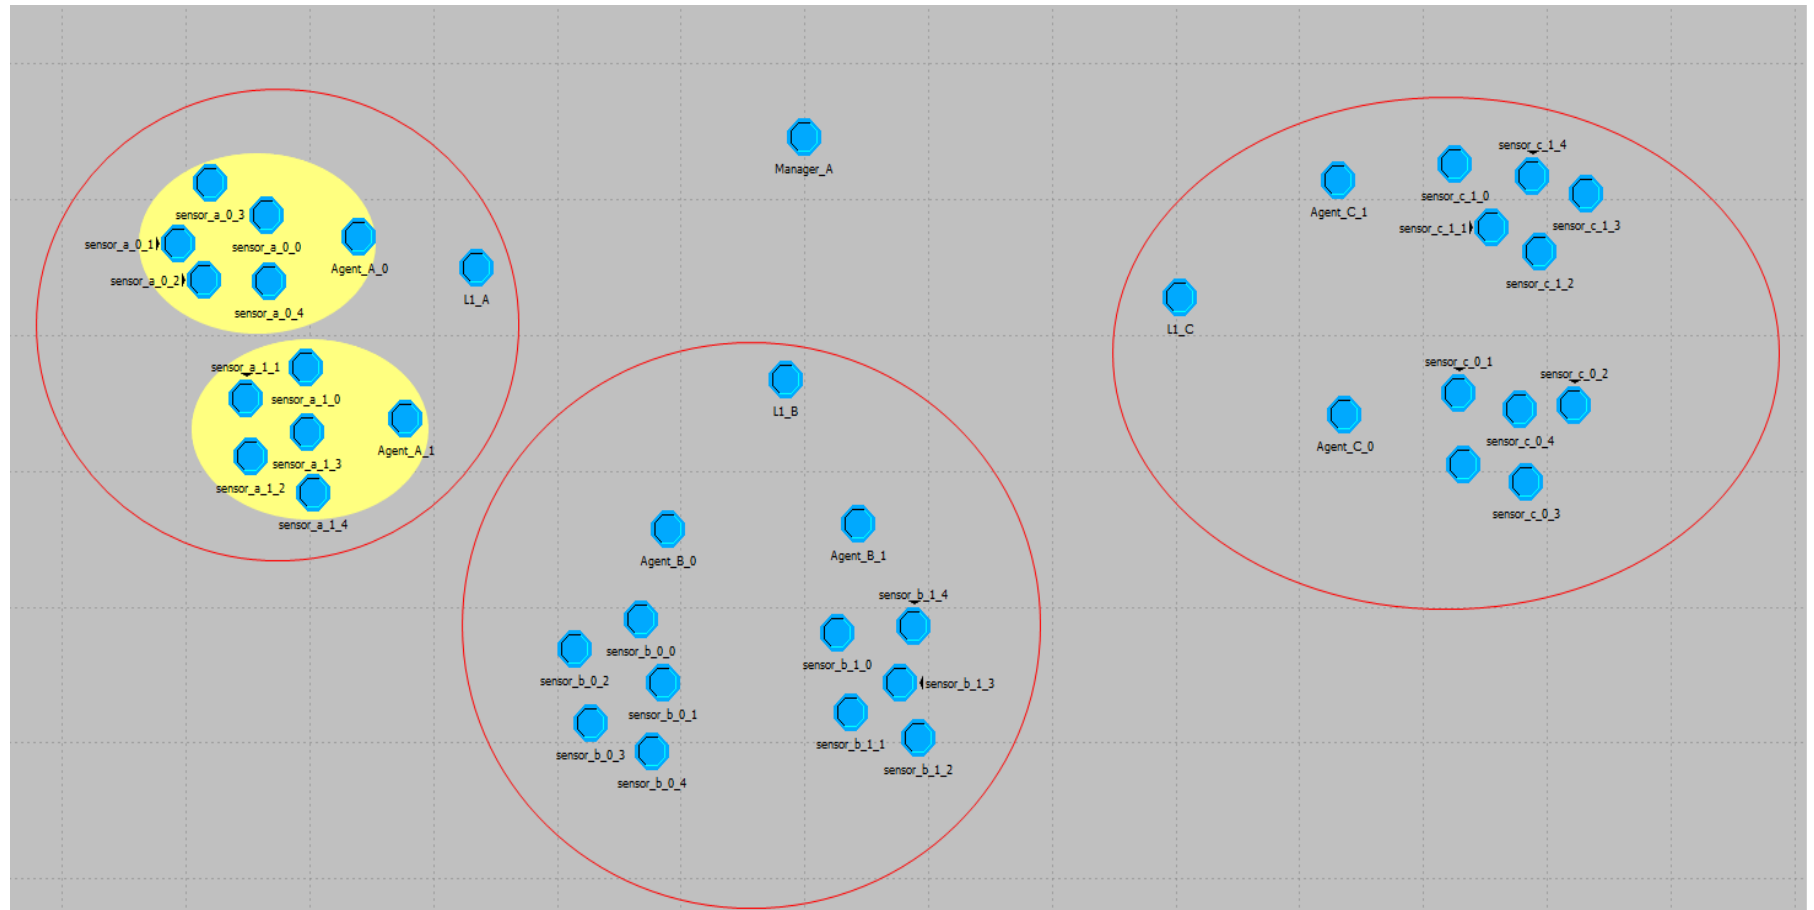 Manager_A
sensor_a_0_3
sensor_a_0_1
sensor_a_0_0
Agent_A_0
sensor_a_0_2
sensor_a_0_4
L1_A
sensor_a_1_1
sensor_a_1_0
Agent_A_1
sensor_a_1_3
sensor_a_1_2
sensor_a_1_4
L1_B
Agent_B_0
Agent_B_1
sensor_b_0_0
sensor_b_0_2
sensor_b_0_1
sensor_b_0_3
sensor_b_0_4
sensor_b_1_4
sensor_b_1_0
sensor_b_1_3
sensor_b_1_1
sensor_b_1_2
sensor_c_1_4
sensor_c_1_0
Agent_C_1
sensor_c_1_1
sensor_c_1_3
sensor_c_1_2
L1_C
sensor_c_0_1
sensor_c_0_2
Agent_C_0
sensor_c_0_4
sensor_c_0_3